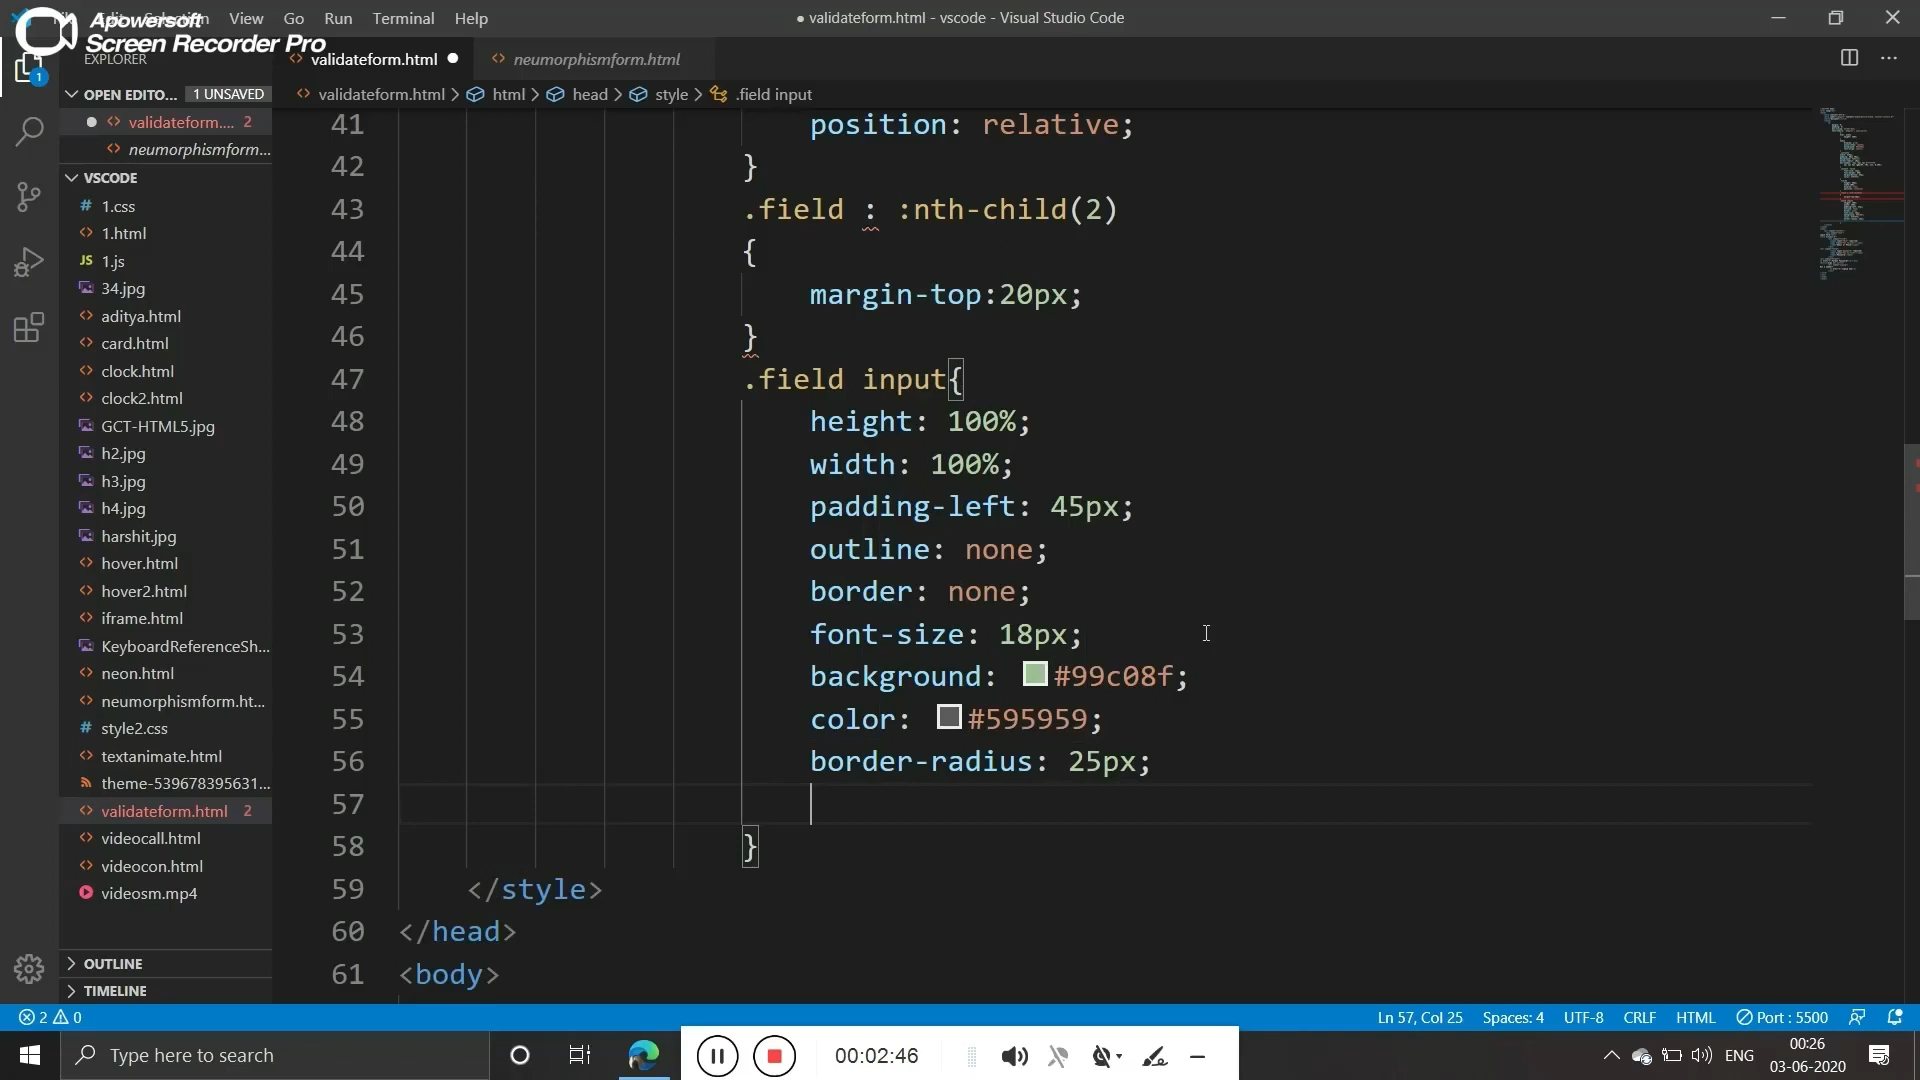 File Edit Selection View Go Run Terminal Help
● validateform.html - vscode - Visual Studio Code
Apowersoft
Screen Recorder Pro
EXPLORER
validateform.html
neumorphismform.html
OPEN EDITO... 1 UNSAVED
validateform.html > html > head > style > .field input
1
validateform.... 2
neumorphismform...
VSCODE
# 1.css
1.html
JS 1.js
34.jpg
aditya.html
card.html
clock.html
clock2.html
GCT-HTML5.jpg
h2.jpg
h3.jpg
h4.jpg
harshit.jpg
hover.html
hover2.html
iframe.html
KeyboardReferenceSh...
neon.html
neumorphismform.ht...
# style2.css
textanimate.html
theme-539678395631...
validateform.html 2
videocall.html
videocon.html
videosm.mp4
OUTLINE
TIMELINE
41 position: relative;
42 }
43 .field : :nth-child(2)
44 {
45 margin-top:20px;
46 }
47 .field input{
48 height: 100%;
49 width: 100%;
50 padding-left: 45px;
51 outline: none;
52 border: none;
53 font-size: 18px;
54 background: #99c08f;
55 color: #595959;
56 border-radius: 25px;
57
58 }
59 </style>
60 </head>
61 <body>
2 0
Ln 57, Col 25 Spaces: 4 UTF-8 CRLF HTML Port : 5500
Type here to search
00:02:46
ENG
00:26
03-06-2020